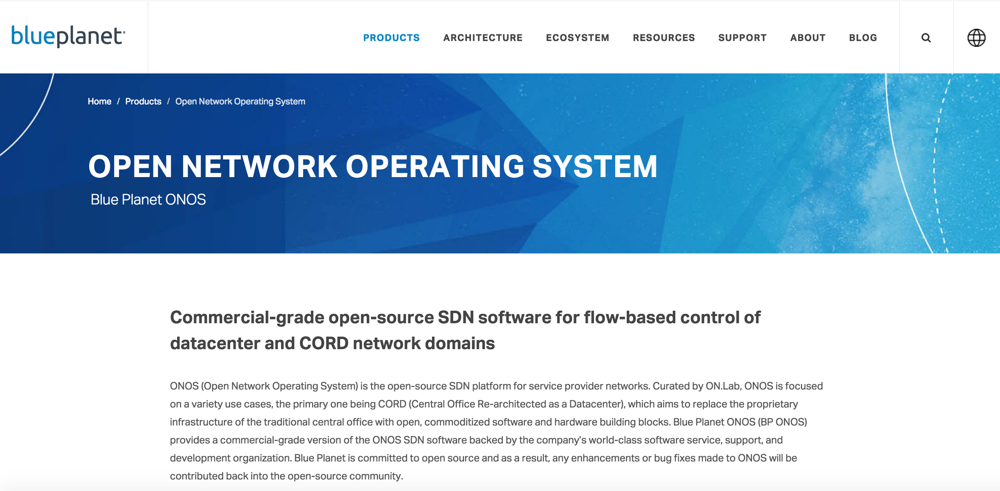 blueplanet®
PRODUCTS ARCHITECTURE ECOSYSTEM RESOURCES SUPPORT ABOUT BLOG
Home / Products / Open Network Operating System
OPEN NETWORK OPERATING SYSTEM
Blue Planet ONOS
Commercial-grade open-source SDN software for flow-based control of
datacenter and CORD network domains
ONOS (Open Network Operating System) is the open-source SDN platform for service provider networks. Curated by ON.Lab, ONOS is focused
on a variety use cases, the primary one being CORD (Central Office Re-architected as a Datacenter), which aims to replace the proprietary
infrastructure of the traditional central office with open, commoditized software and hardware building blocks. Blue Planet ONOS (BP ONOS)
provides a commercial-grade version of the ONOS SDN software backed by the company’s world-class software service, support, and
development organization. Blue Planet is committed to open source and as a result, any enhancements or bug fixes made to ONOS will be
contributed back into the open-source community.